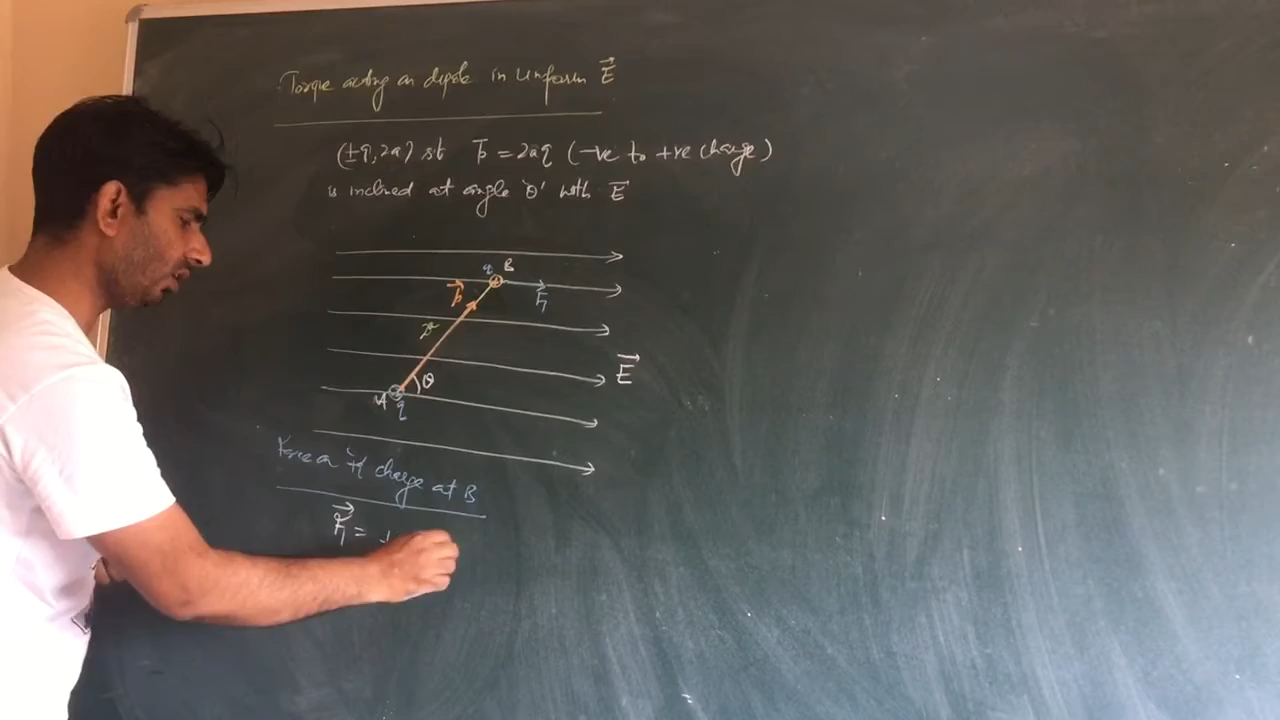 Torque acting on dipole in uniform E⃗
(±q, 2a) st p⃗ = 2aq (-ve to +ve charge)
is inclined at angle 'θ' with E⃗
q B
p⃗ F₁
2a
E⃗
θ
A
q
Force on +q charge at B
F⃗₁ = +